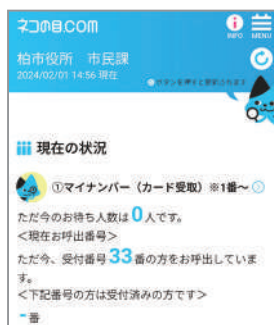 ネコの目.COM
INFO
MENU
柏市役所 市民課
2024/02/01 14:56 現在
ボタンを押すと更新されます
現在の状況
①マイナンバー（カード受取）※1番～
ただ今のお待ち人数は0人です。
＜現在お呼出番号＞
ただ今、受付番号33番の方をお呼出していま
す。
＜下記番号の方は受付済みの方です＞
-番